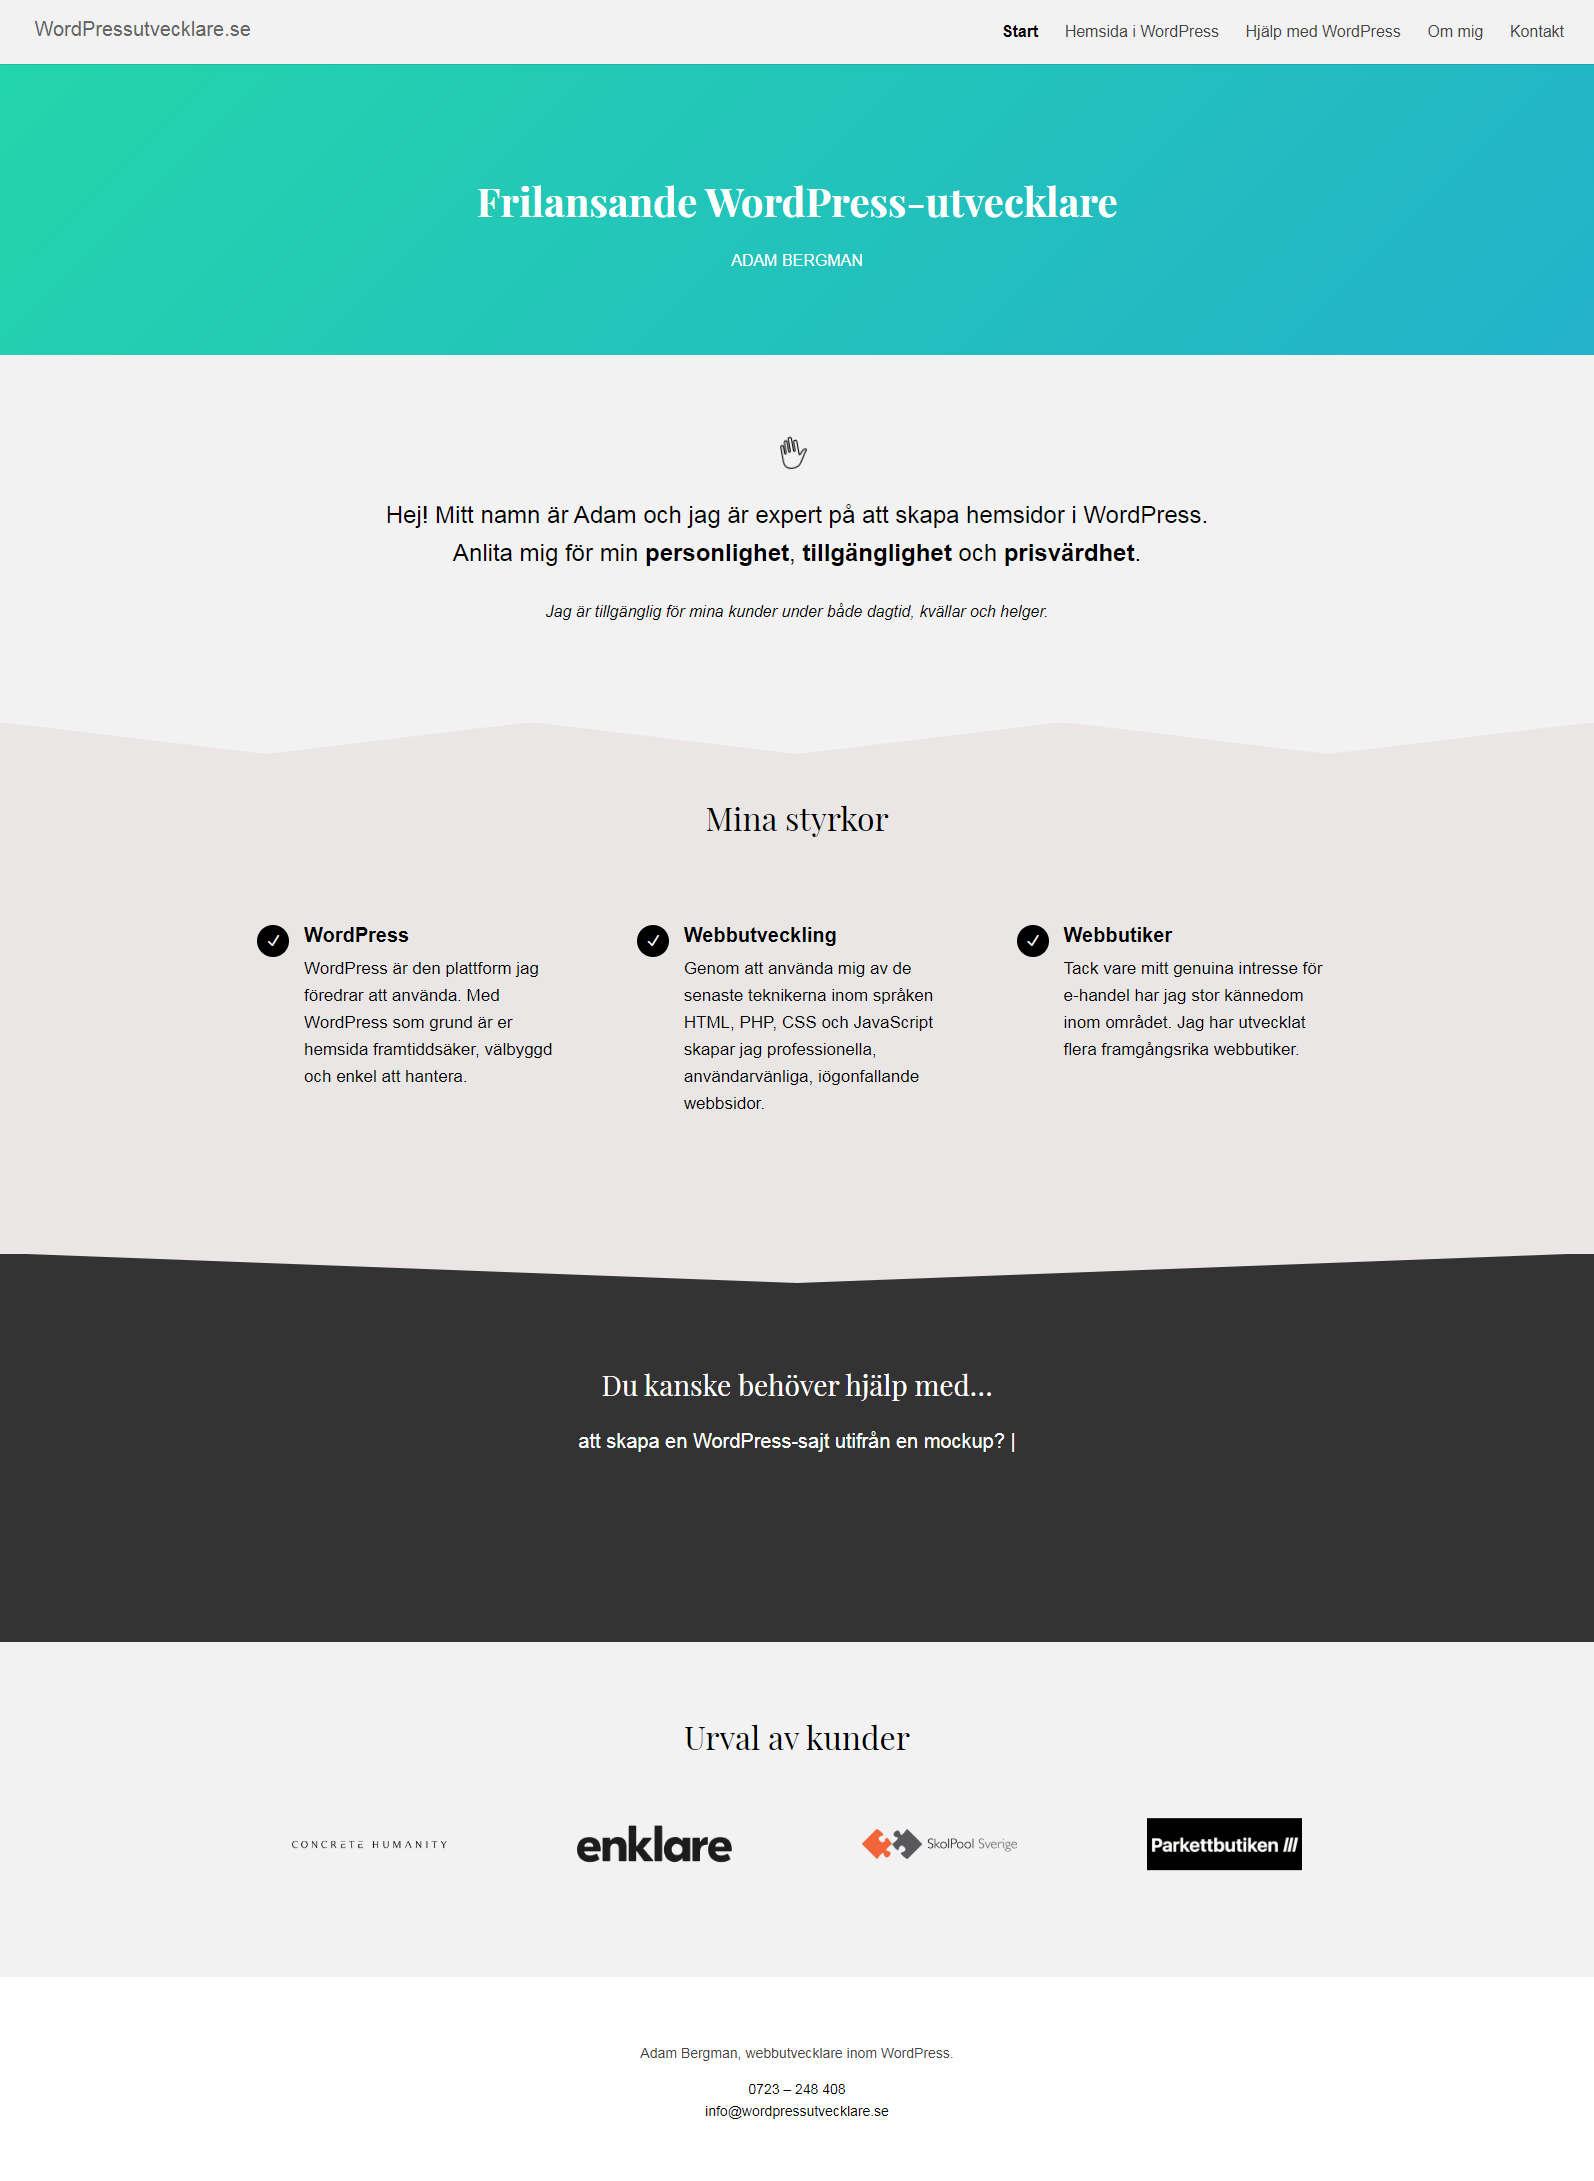 WordPressutvecklare.se
Start
Hemsida i WordPress
Hjälp med WordPress
Om mig
Kontakt
Frilansande WordPress-utvecklare
ADAM BERGMAN
Hej! Mitt namn är Adam och jag är expert på att skapa hemsidor i WordPress.
Anlita mig för min personlighet, tillgänglighet och prisvärdhet.
Jag är tillgänglig för mina kunder under både dagtid, kvällar och helger.
Mina styrkor
WordPress
WordPress är den plattform jag
föredrar att använda. Med
WordPress som grund är er
hemsida framtiddsäker, välbyggd
och enkel att hantera.
Webbutveckling
Genom att använda mig av de
senaste teknikerna inom språken
HTML, PHP, CSS och JavaScript
skapar jag professionella,
användarvänliga, iögonfallande
webbsidor.
Webbutiker
Tack vare mitt genuina intresse för
e-handel har jag stor kännedom
inom området. Jag har utvecklat
flera framgångsrika webbutiker.
Du kanske behöver hjälp med...
att skapa en WordPress-sajt utifrån en mockup? |
Urval av kunder
CONCRETE HUMANITY
enklare
SkolPool Sverige
Parkettbutiken ///
Adam Bergman, webbutvecklare inom WordPress.
0723 – 248 408
info@wordpressutvecklare.se